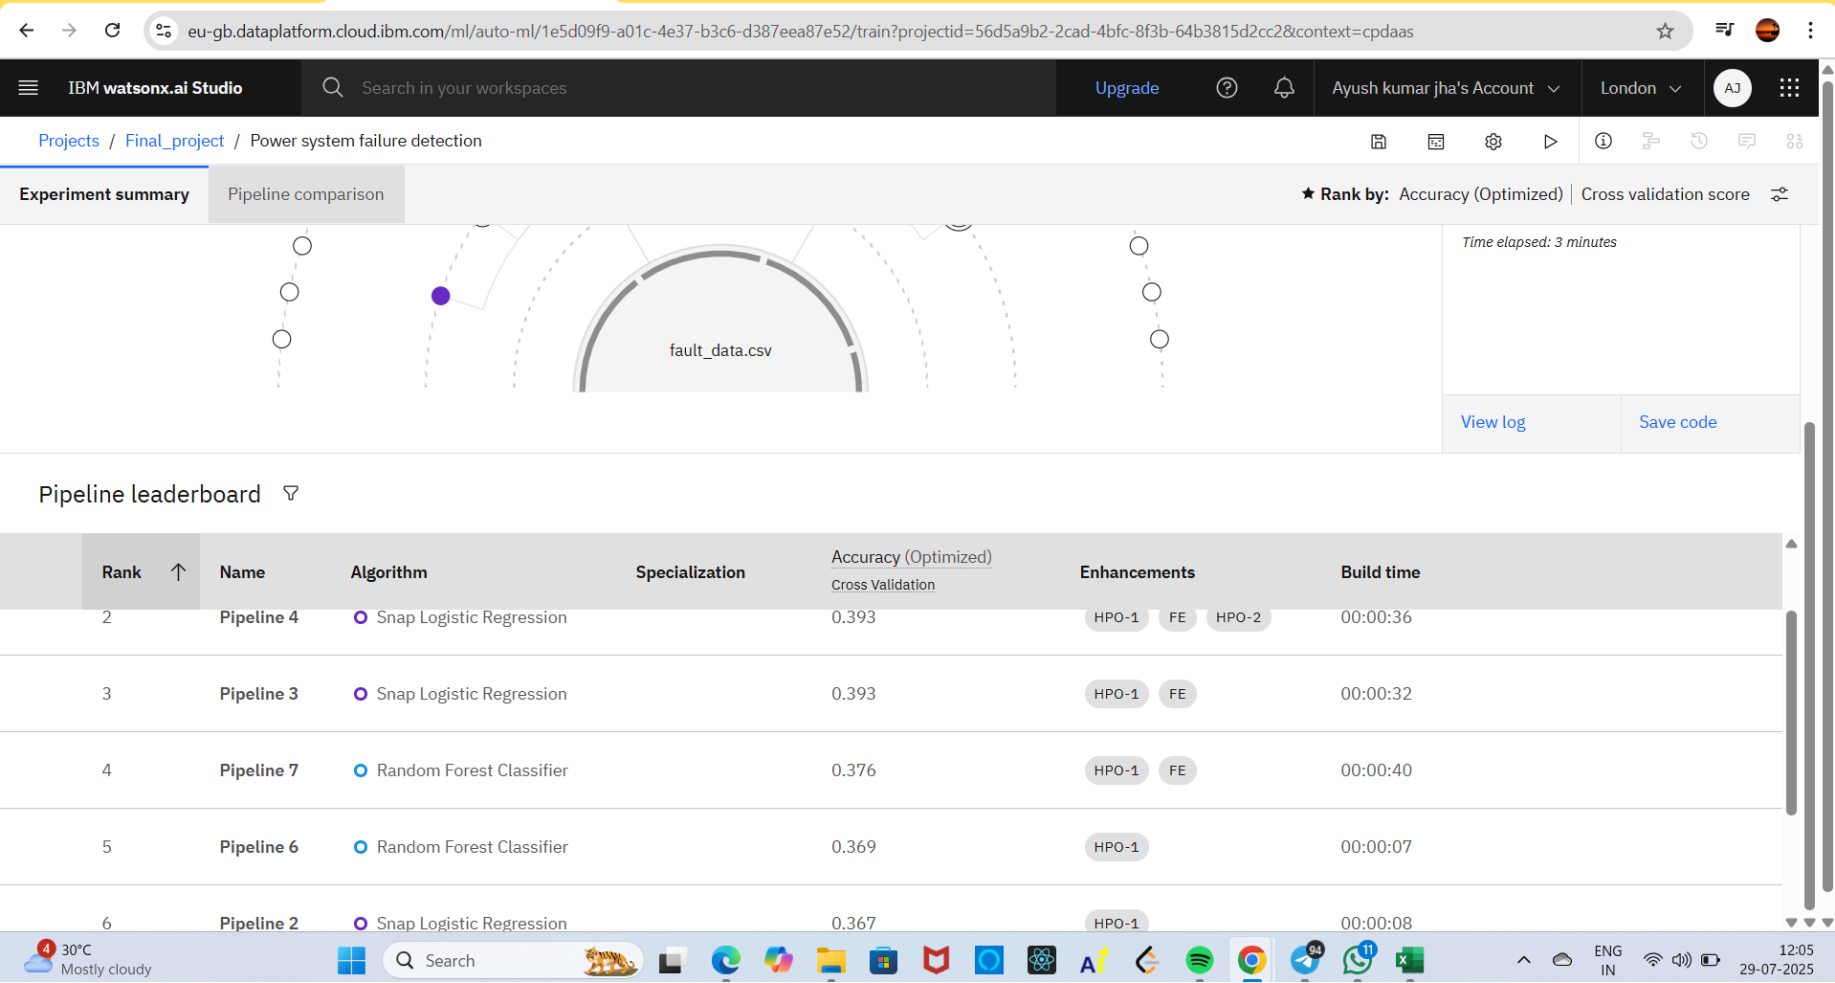 eu-gb.dataplatform.cloud.ibm.com/ml/auto-ml/1e5d09f9-a01c-4e37-b3c6-d387eea87e52/train?projectid=56d5a9b2-2cad-4bfc-8f3b-64b3815d2cc2&context=cpdaas
IBM watsonx.ai Studio Search in your workspaces Upgrade Ayush kumar jha's Account London AJ
Projects / Final_project / Power system failure detection
Experiment summary Pipeline comparison Rank by: Accuracy (Optimized) | Cross validation score
Time elapsed: 3 minutes
fault_data.csv
View log Save code
Pipeline leaderboard
Rank Name Algorithm Specialization Accuracy (Optimized) Cross Validation Enhancements Build time
2 Pipeline 4 Snap Logistic Regression 0.393 HPO-1 FE HPO-2 00:00:36
3 Pipeline 3 Snap Logistic Regression 0.393 HPO-1 FE 00:00:32
4 Pipeline 7 Random Forest Classifier 0.376 HPO-1 FE 00:00:40
5 Pipeline 6 Random Forest Classifier 0.369 HPO-1 00:00:07
6 Pipeline 2 Snap Logistic Regression 0.367 HPO-1 00:00:08
4 30°C
Mostly cloudy
Search
94
11
ENG
IN
12:05
29-07-2025